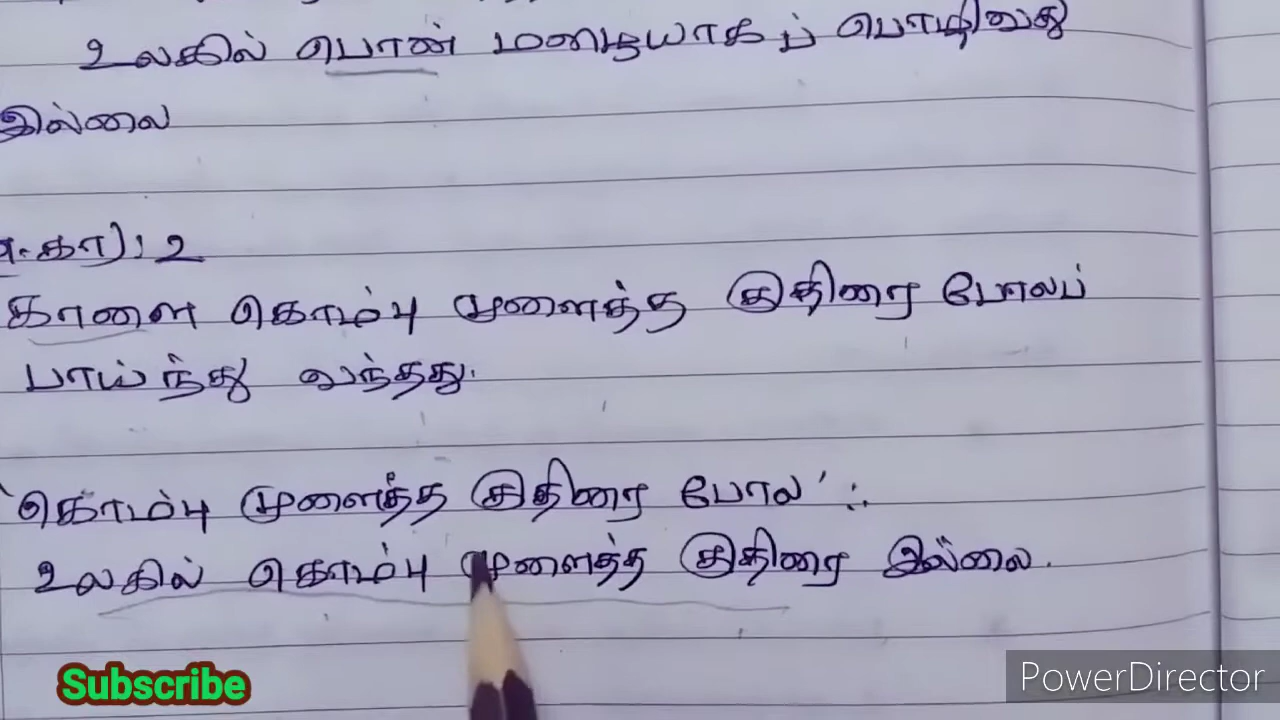 உலகில் பொன் மழையாகப் பொழிவது
இல்லை
கா) : 2
காளை கொம்பு முளைத்த குதிரை போலப்
பாய்ந்து வந்தது.
'கொம்பு முளைத்த குதிரை போல' :
உலகில் கொம்பு முளைத்த குதிரை இல்லை.
Subscribe
PowerDirector